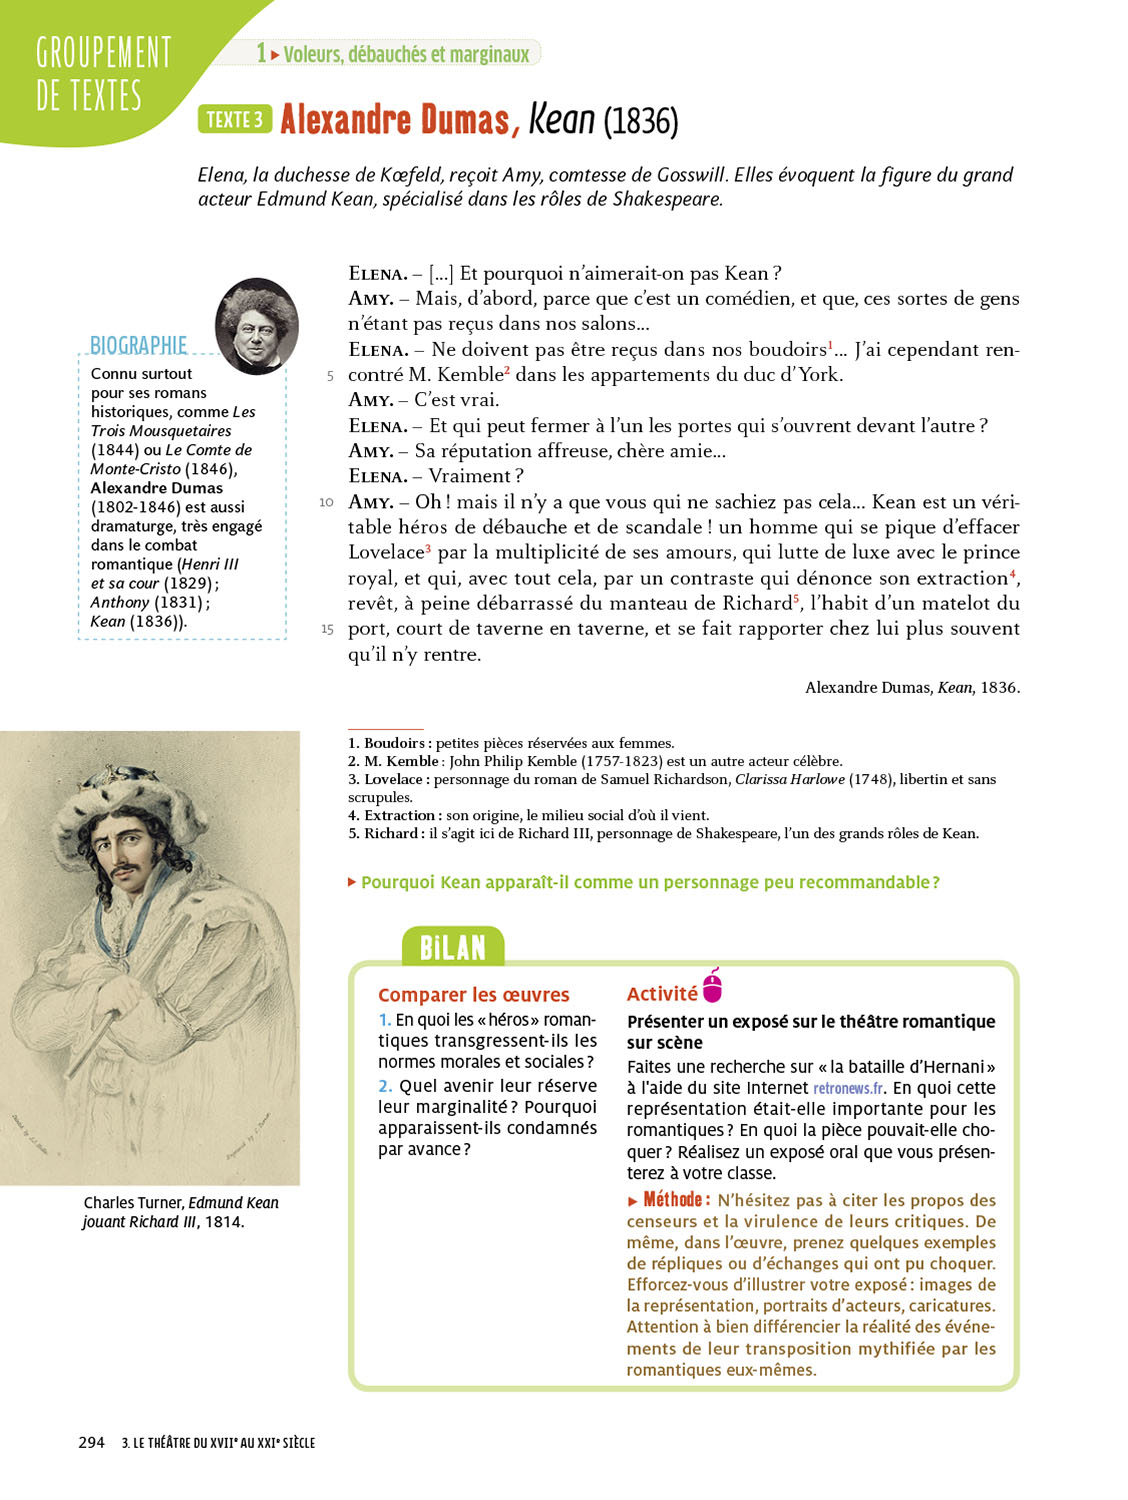 GROUPEMENT
DE TEXTES
1 ▸ Voleurs, débauchés et marginaux
TEXTE 3 Alexandre Dumas, Kean (1836)
Elena, la duchesse de Kœfeld, reçoit Amy, comtesse de Gosswill. Elles évoquent la figure du grand
acteur Edmund Kean, spécialisé dans les rôles de Shakespeare.
ELENA. – [...] Et pourquoi n'aimerait-on pas Kean ?
AMY. – Mais, d'abord, parce que c'est un comédien, et que, ces sortes de gens
n'étant pas reçus dans nos salons...
ELENA. – Ne doivent pas être reçus dans nos boudoirs1... J'ai cependant ren-
5 contré M. Kemble2 dans les appartements du duc d'York.
AMY. – C'est vrai.
ELENA. – Et qui peut fermer à l'un les portes qui s'ouvrent devant l'autre ?
AMY. – Sa réputation affreuse, chère amie...
ELENA. – Vraiment ?
10 AMY. – Oh ! mais il n'y a que vous qui ne sachiez pas cela... Kean est un véri-
table héros de débauche et de scandale ! un homme qui se pique d'effacer
Lovelace3 par la multiplicité de ses amours, qui lutte de luxe avec le prince
royal, et qui, avec tout cela, par un contraste qui dénonce son extraction4,
revêt, à peine débarrassé du manteau de Richard5, l'habit d'un matelot du
15 port, court de taverne en taverne, et se fait rapporter chez lui plus souvent
qu'il n'y rentre.
Alexandre Dumas, Kean, 1836.
BIOGRAPHIE
Connu surtout
pour ses romans
historiques, comme Les
Trois Mousquetaires
(1844) ou Le Comte de
Monte-Cristo (1846),
Alexandre Dumas
(1802-1846) est aussi
dramaturge, très engagé
dans le combat
romantique (Henri III
et sa cour (1829) ;
Anthony (1831) ;
Kean (1836)).
1. Boudoirs : petites pièces réservées aux femmes.
2. M. Kemble : John Philip Kemble (1757-1823) est un autre acteur célèbre.
3. Lovelace : personnage du roman de Samuel Richardson, Clarissa Harlowe (1748), libertin et sans
scrupules.
4. Extraction : son origine, le milieu social d'où il vient.
5. Richard : il s'agit ici de Richard III, personnage de Shakespeare, l'un des grands rôles de Kean.
▸ Pourquoi Kean apparaît-il comme un personnage peu recommandable ?
Charles Turner, Edmund Kean
jouant Richard III, 1814.
BiLAN
Comparer les œuvres
1. En quoi les « héros » roman-
tiques transgressent-ils les
normes morales et sociales ?
2. Quel avenir leur réserve
leur marginalité ? Pourquoi
apparaissent-ils condamnés
par avance ?
Activité
Présenter un exposé sur le théâtre romantique
sur scène
Faites une recherche sur « la bataille d'Hernani »
à l'aide du site Internet retronews.fr. En quoi cette
représentation était-elle importante pour les
romantiques ? En quoi la pièce pouvait-elle cho-
quer ? Réalisez un exposé oral que vous présen-
terez à votre classe.
▸ Méthode : N'hésitez pas à citer les propos des
censeurs et la virulence de leurs critiques. De
même, dans l'œuvre, prenez quelques exemples
de répliques ou d'échanges qui ont pu choquer.
Efforcez-vous d'illustrer votre exposé : images de
la représentation, portraits d'acteurs, caricatures.
Attention à bien différencier la réalité des événe-
ments de leur transposition mythifiée par les
romantiques eux-mêmes.
294 3. LE THÉÂTRE DU XVIIe AU XXIe SIÈCLE